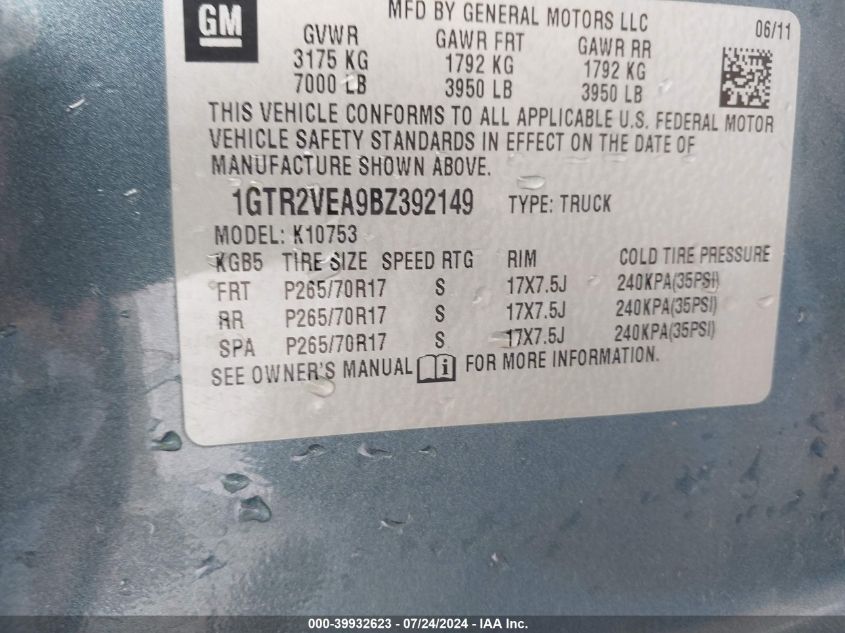 GM
MFD BY GENERAL MOTORS LLC
06/11
GVWR GAWR FRT GAWR RR
3175 KG 1792 KG 1792 KG
7000 LB 3950 LB 3950 LB
THIS VEHICLE CONFORMS TO ALL APPLICABLE U.S. FEDERAL MOTOR
VEHICLE SAFETY STANDARDS IN EFFECT ON THE DATE OF
MANUFACTURE SHOWN ABOVE.
1GTR2VEA9BZ392149 TYPE: TRUCK
MODEL: K10753
KGB5 TIRE SIZE SPEED RTG RIM COLD TIRE PRESSURE
FRT P265/70R17 S 17X7.5J 240KPA(35PSI)
RR P265/70R17 S 17X7.5J 240KPA(35PSI)
SPA P265/70R17 S 17X7.5J 240KPA(35PSI)
SEE OWNER'S MANUAL i FOR MORE INFORMATION.
000-39932623 - 07/24/2024 - IAA Inc.